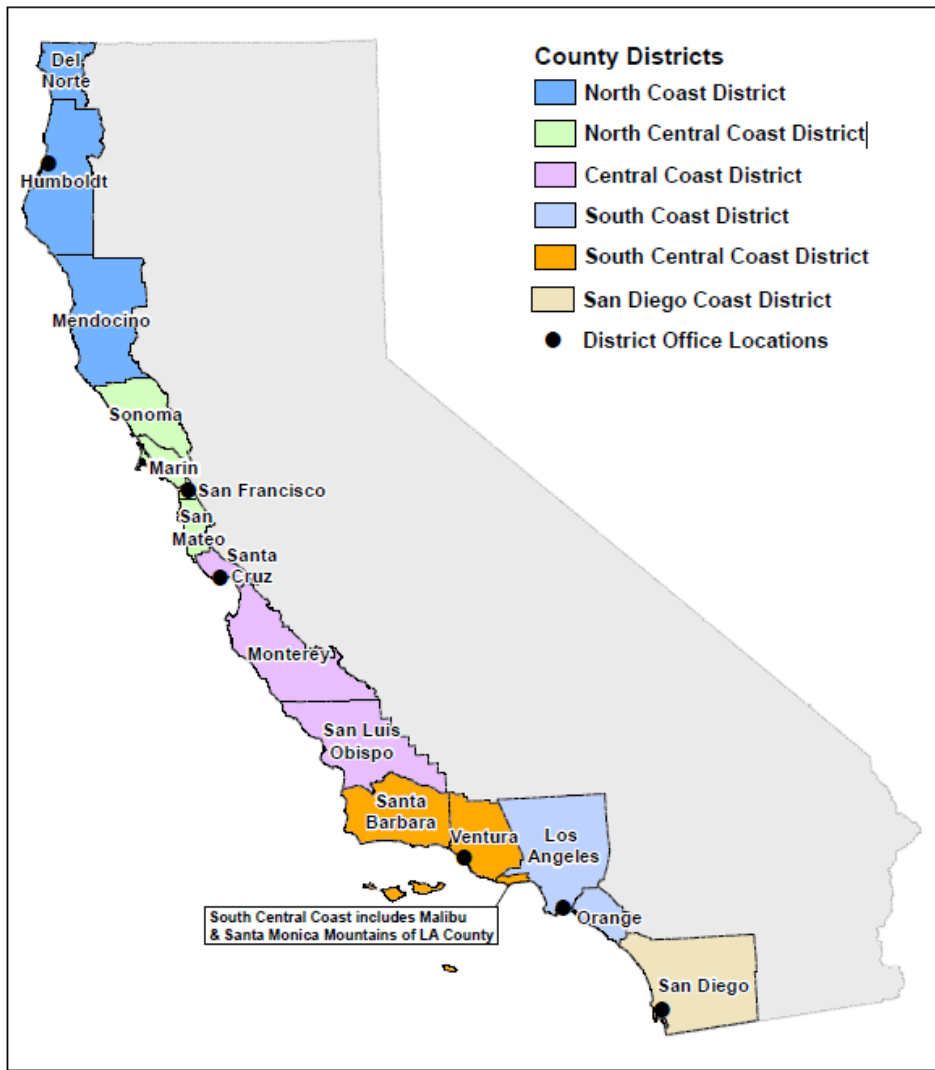 County Districts
North Coast District
North Central Coast District
Central Coast District
South Coast District
South Central Coast District
San Diego Coast District
District Office Locations
Del
Norte
Humboldt
Mendocino
Sonoma
Marin
San Francisco
San
Mateo
Santa
Cruz
Monterey
San Luis
Obispo
Santa
Barbara
Ventura
Los
Angeles
South Central Coast includes Malibu
& Santa Monica Mountains of LA County
Orange
San Diego